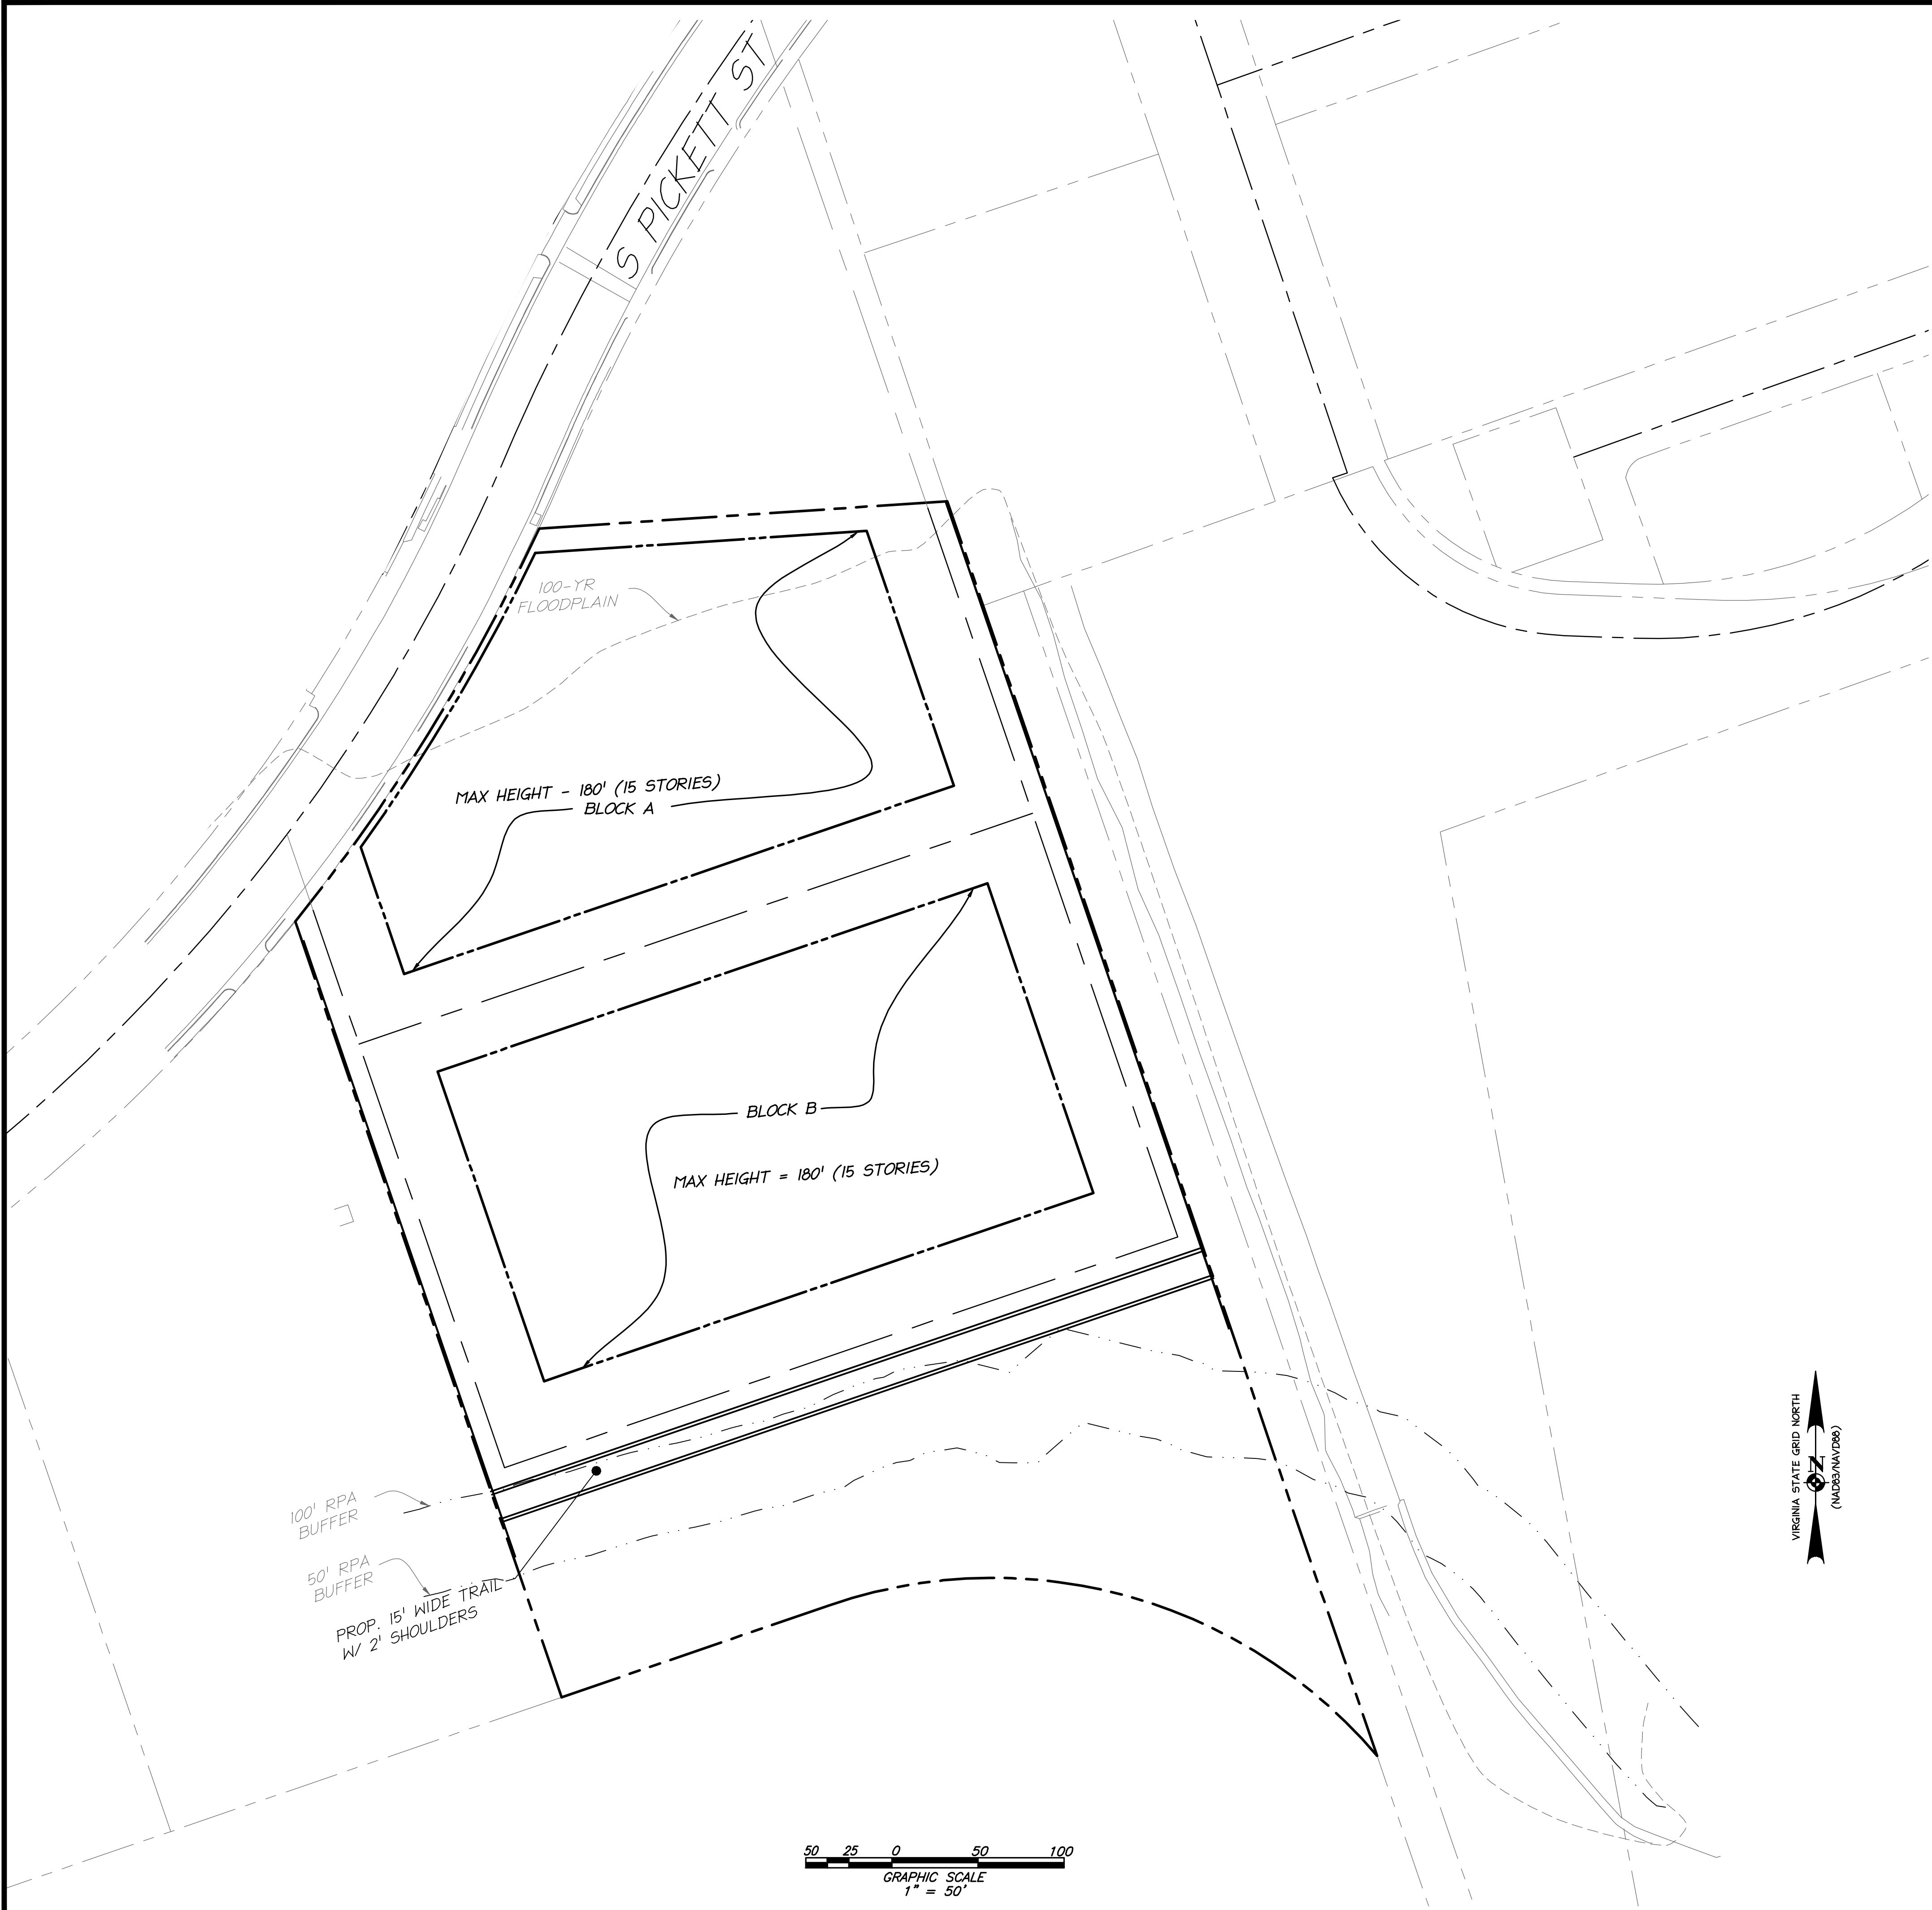 S PICKETT ST
100-YR
FLOODPLAIN
MAX HEIGHT - 180' (15 STORIES)
BLOCK A
BLOCK B
MAX HEIGHT = 180' (15 STORIES)
100' RPA
BUFFER
50' RPA
BUFFER
PROP. 15' WIDE TRAIL
W/ 2' SHOULDERS
VIRGINIA STATE GRID NORTH
N
(NAD83/NAVD88)
50 25 0 50 100
GRAPHIC SCALE
1" = 50'